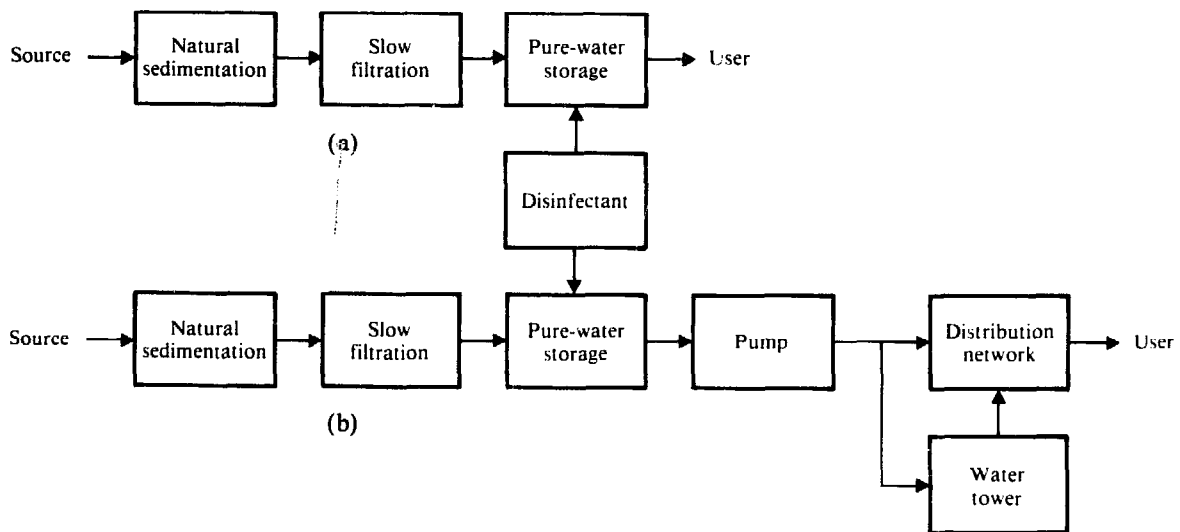 Source
Natural
sedimentation
Slow
filtration
Pure-water
storage
User
(a)
Disinfectant
Source
Natural
sedimentation
Slow
filtration
Pure-water
storage
Pump
Distribution
network
User
(b)
Water
tower